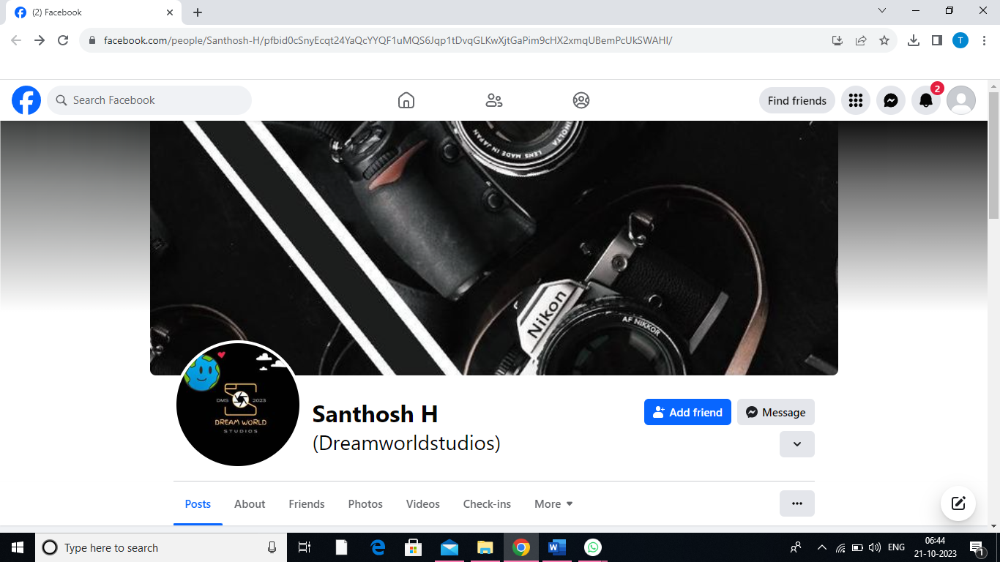 (2) Facebook
facebook.com/people/Santhosh-H/pfbid0cSnyEcqt24YaQcYYQF1uMQS6Jqp1tDvqGLKwXjtGaPim9cHX2xmqUBemPcUkSWAHl/
T
Search Facebook
Find friends
2
MINOLTA
LENS MADE IN JAPAN
Nikon
AF NIKKOR
DMS 2023
DREAM WORLD
STUDIOS
Santhosh H
(Dreamworldstudios)
Add friend
Message
Posts About Friends Photos Videos Check-ins More
Type here to search
ENG
06:44
21-10-2023
1